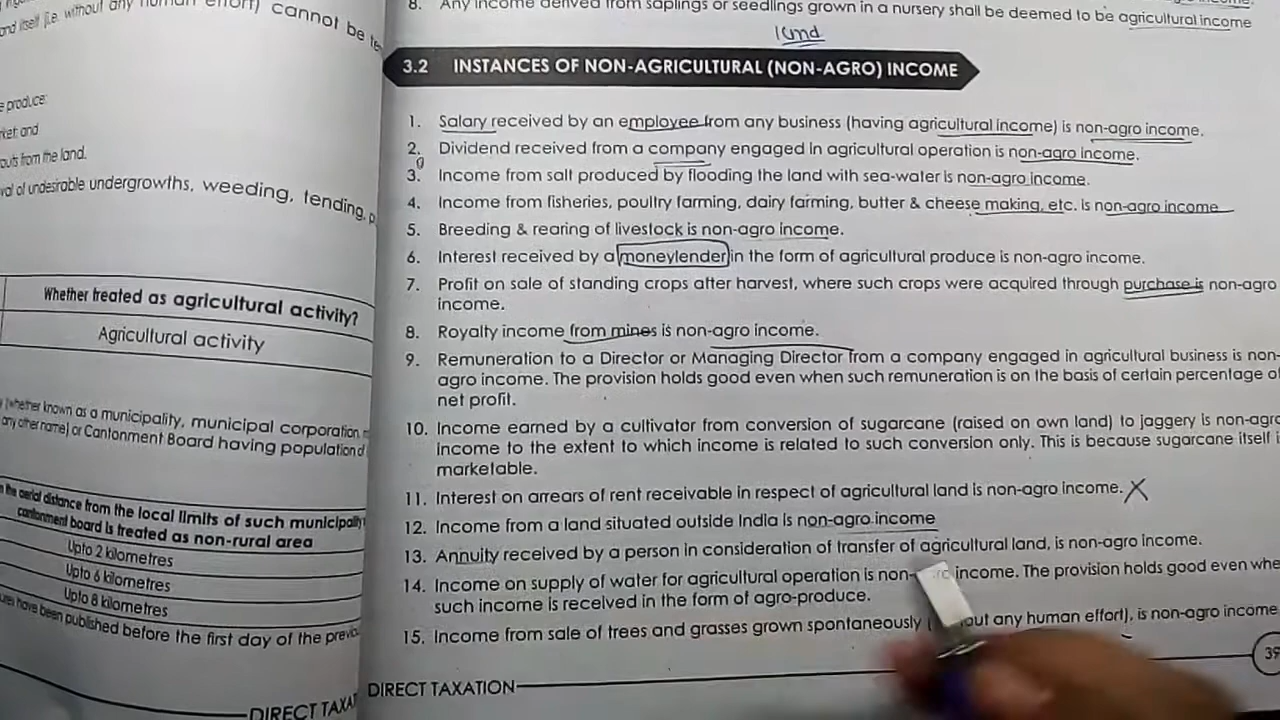 effort) cannot be
and itself (i.e. without any human
e produce:
rket; and
outs from the land.
val of undesirable undergrowths, weeding, tending,
Whether treated as agricultural activity?
Agricultural activity
(whether known as a municipality, municipal corporation,
any other name) or Cantonment Board having population
the aerial distance from the local limits of such municipality
cantonment board is treated as non-rural area
Upto 2 kilometres
Upto 6 kilometres
Upto 8 kilometres
have been published before the first day of the previous
DIRECT TAXAT
8. Any income derived from saplings or seedlings grown in a nursery shall be deemed to be agricultural income
3.2 INSTANCES OF NON-AGRICULTURAL (NON-AGRO) INCOME
1. Salary received by an employee from any business (having agricultural income) is non-agro income.
2. Dividend received from a company engaged in agricultural operation is non-agro income.
3. Income from salt produced by flooding the land with sea-water is non-agro income.
4. Income from fisheries, poultry farming, dairy farming, butter & cheese making, etc. is non-agro income
5. Breeding & rearing of livestock is non-agro income.
6. Interest received by a moneylender in the form of agricultural produce is non-agro income.
7. Profit on sale of standing crops after harvest, where such crops were acquired through purchase is non-agro
income.
8. Royalty income from mines is non-agro income.
9. Remuneration to a Director or Managing Director from a company engaged in agricultural business is non-
agro income. The provision holds good even when such remuneration is on the basis of certain percentage of
net profit.
10. Income earned by a cultivator from conversion of sugarcane (raised on own land) to jaggery is non-agro
income to the extent to which income is related to such conversion only. This is because sugarcane itself i
marketable.
11. Interest on arrears of rent receivable in respect of agricultural land is non-agro income.
12. Income from a land situated outside India is non-agro income
13. Annuity received by a person in consideration of transfer of agricultural land, is non-agro income.
14. Income on supply of water for agricultural operation is non- income. The provision holds good even whe
such income is received in the form of agro-produce.
15. Income from sale of trees and grasses grown spontaneously ( out any human effort), is non-agro income
39
DIRECT TAXATION